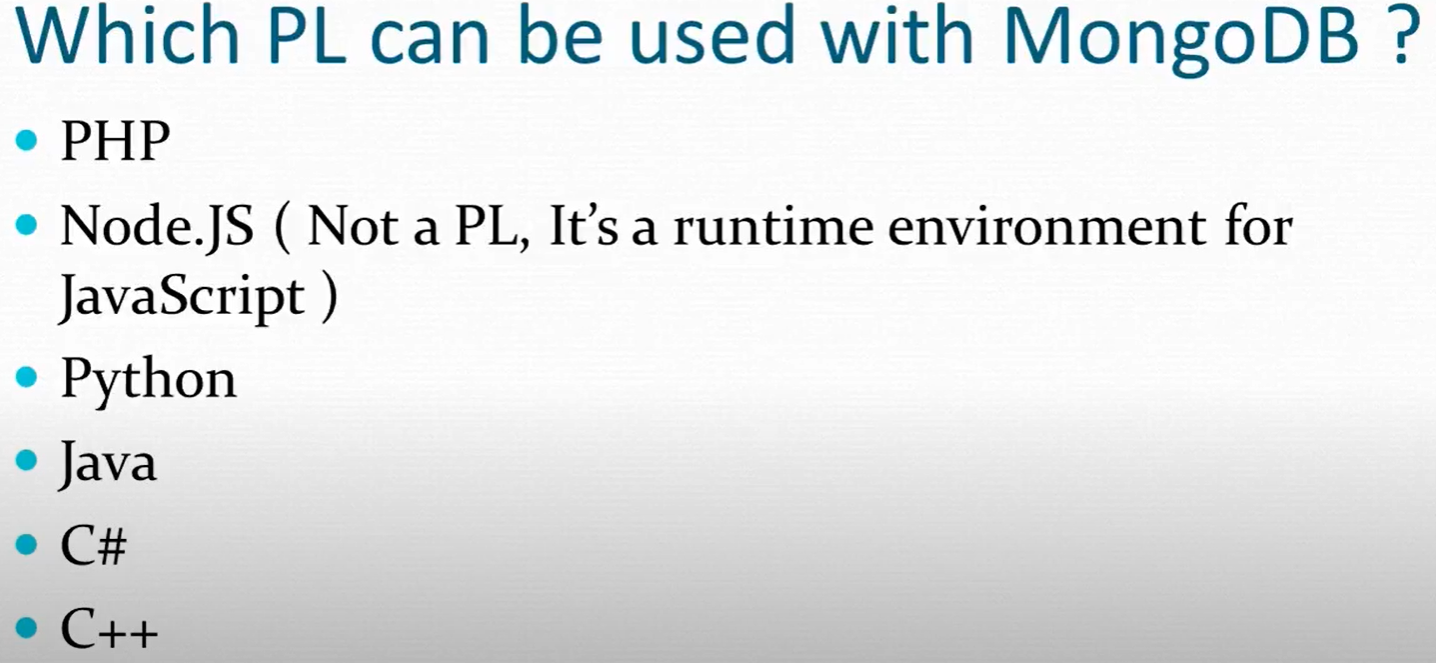 Which PL can be used with MongoDB ?
• PHP
• Node.JS ( Not a PL, It’s a runtime environment for
JavaScript )
• Python
• Java
• C#
• C++